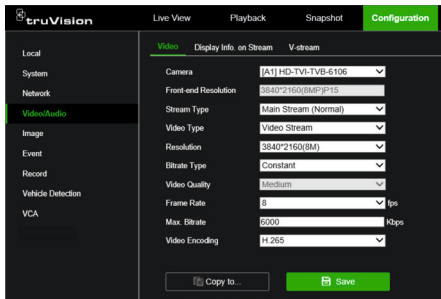 truVision
Live View Playback Snapshot Configuration
Video Display Info. on Stream V-stream
Local
System
Network
Video/Audio
Image
Event
Record
Vehicle Detection
VCA
Camera [A1] HD-TVI-TVB-6106
Front-end Resolution 3840*2160(8MP)P15
Stream Type Main Stream (Normal)
Video Type Video Stream
Resolution 3840*2160(8M)
Bitrate Type Constant
Video Quality Medium
Frame Rate 8 fps
Max. Bitrate 6000 Kbps
Video Encoding H.265
Copy to... Save